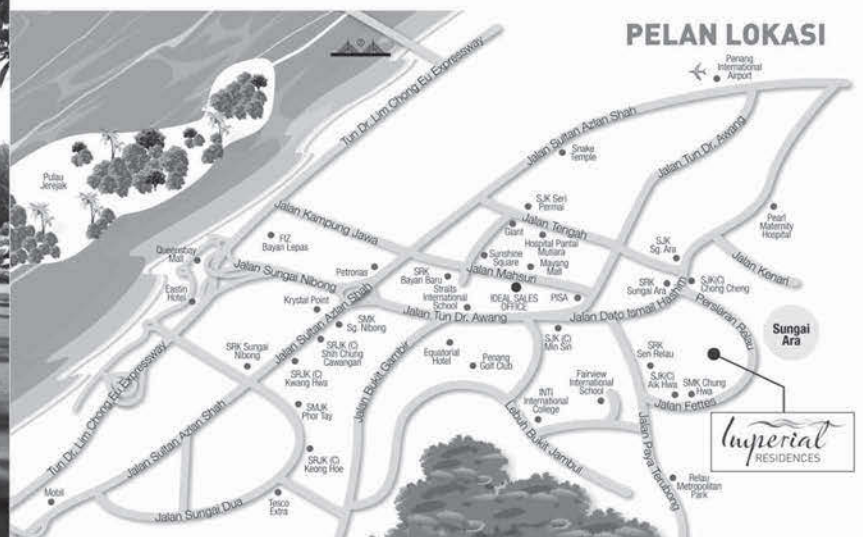 PELAN LOKASI
Penang
International
Airport
Tun Dr. Lim Chong Eu Expressway
Jalan Sultan Azlan Shah
Jalan Tun Dr. Awang
Snake
Temple
Pulau
Jerejak
SJK Seri
Permai
Jalan Kampung Jawa
Giant
Jalan Tengah
Pearl
Maternity
Hospital
FIZ
Bayan Lepas
Hospital Pantai
Mutiara
SJK
Sg. Ara
Queensbay
Mall
Sunshine
Square
Mayang
Mall
Jalan Sungai Nibong
Petronas
SRK
Bayan Baru
Jalan Mahsuri
Jalan Kenari
Eastin
Hotel
Straits
International
School
IDEAL SALES
OFFICE
PISA
SRK
Sungai Ara
SJK(C)
Chong Cheng
Krystal Point
Jalan Sultan Azlan Shah
Jalan Tun Dr. Awang
Jalan Dato Ismail Hashim
Persiaran Relau
SMK
Sg. Nibong
Sungai
Ara
SRJK (C)
Shih Chung
Cawangan
SJK (C)
Min Sin
SRK Sungai
Nibong
SRJK (C)
Kwang Hwa
Jalan Bukit Gambir
Equatorial
Hotel
Penang
Golf Club
SRK
Sen Relau
Fairview
International
School
SJK(C)
Aik Hwa
SMK Chung
Hwa
Tun Dr. Lim Chong Eu Expressway
Jalan Sultan Azlan Shah
SMJK
Phor Tay
INTI
International
College
Jalan Fettes
Lebuh Bukit Jambul
Jalan Paya Terubong
Imperial
RESIDENCES
SRJK (C)
Keong Hoe
Mobil
Tesco
Extra
Relau
Metropolitan
Park
Jalan Sungai Dua